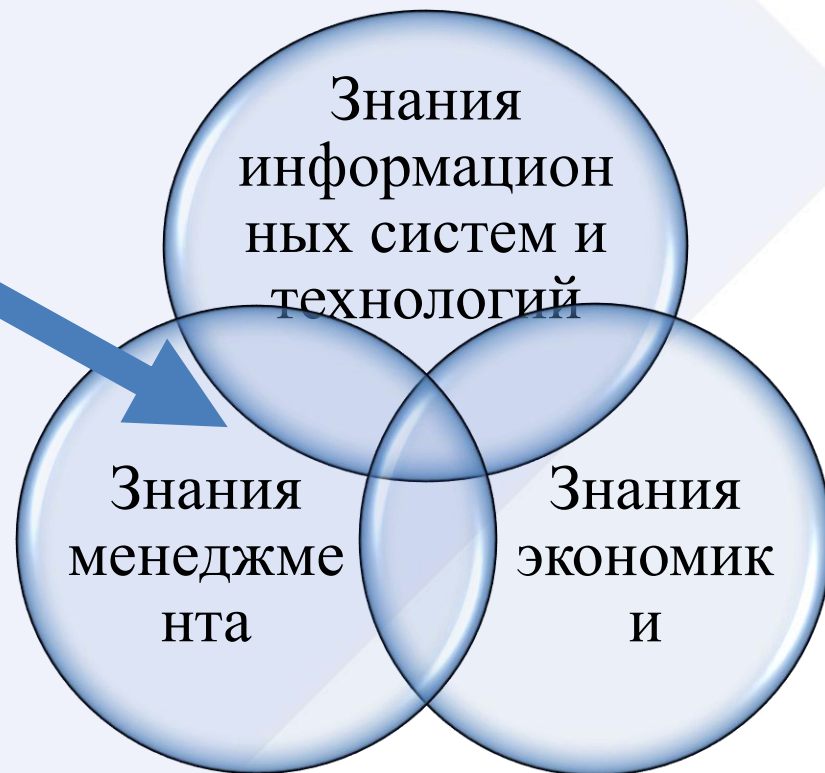 Знания
информацион
ных систем и
технологий
Знания
менеджме
нта
Знания
экономик
и